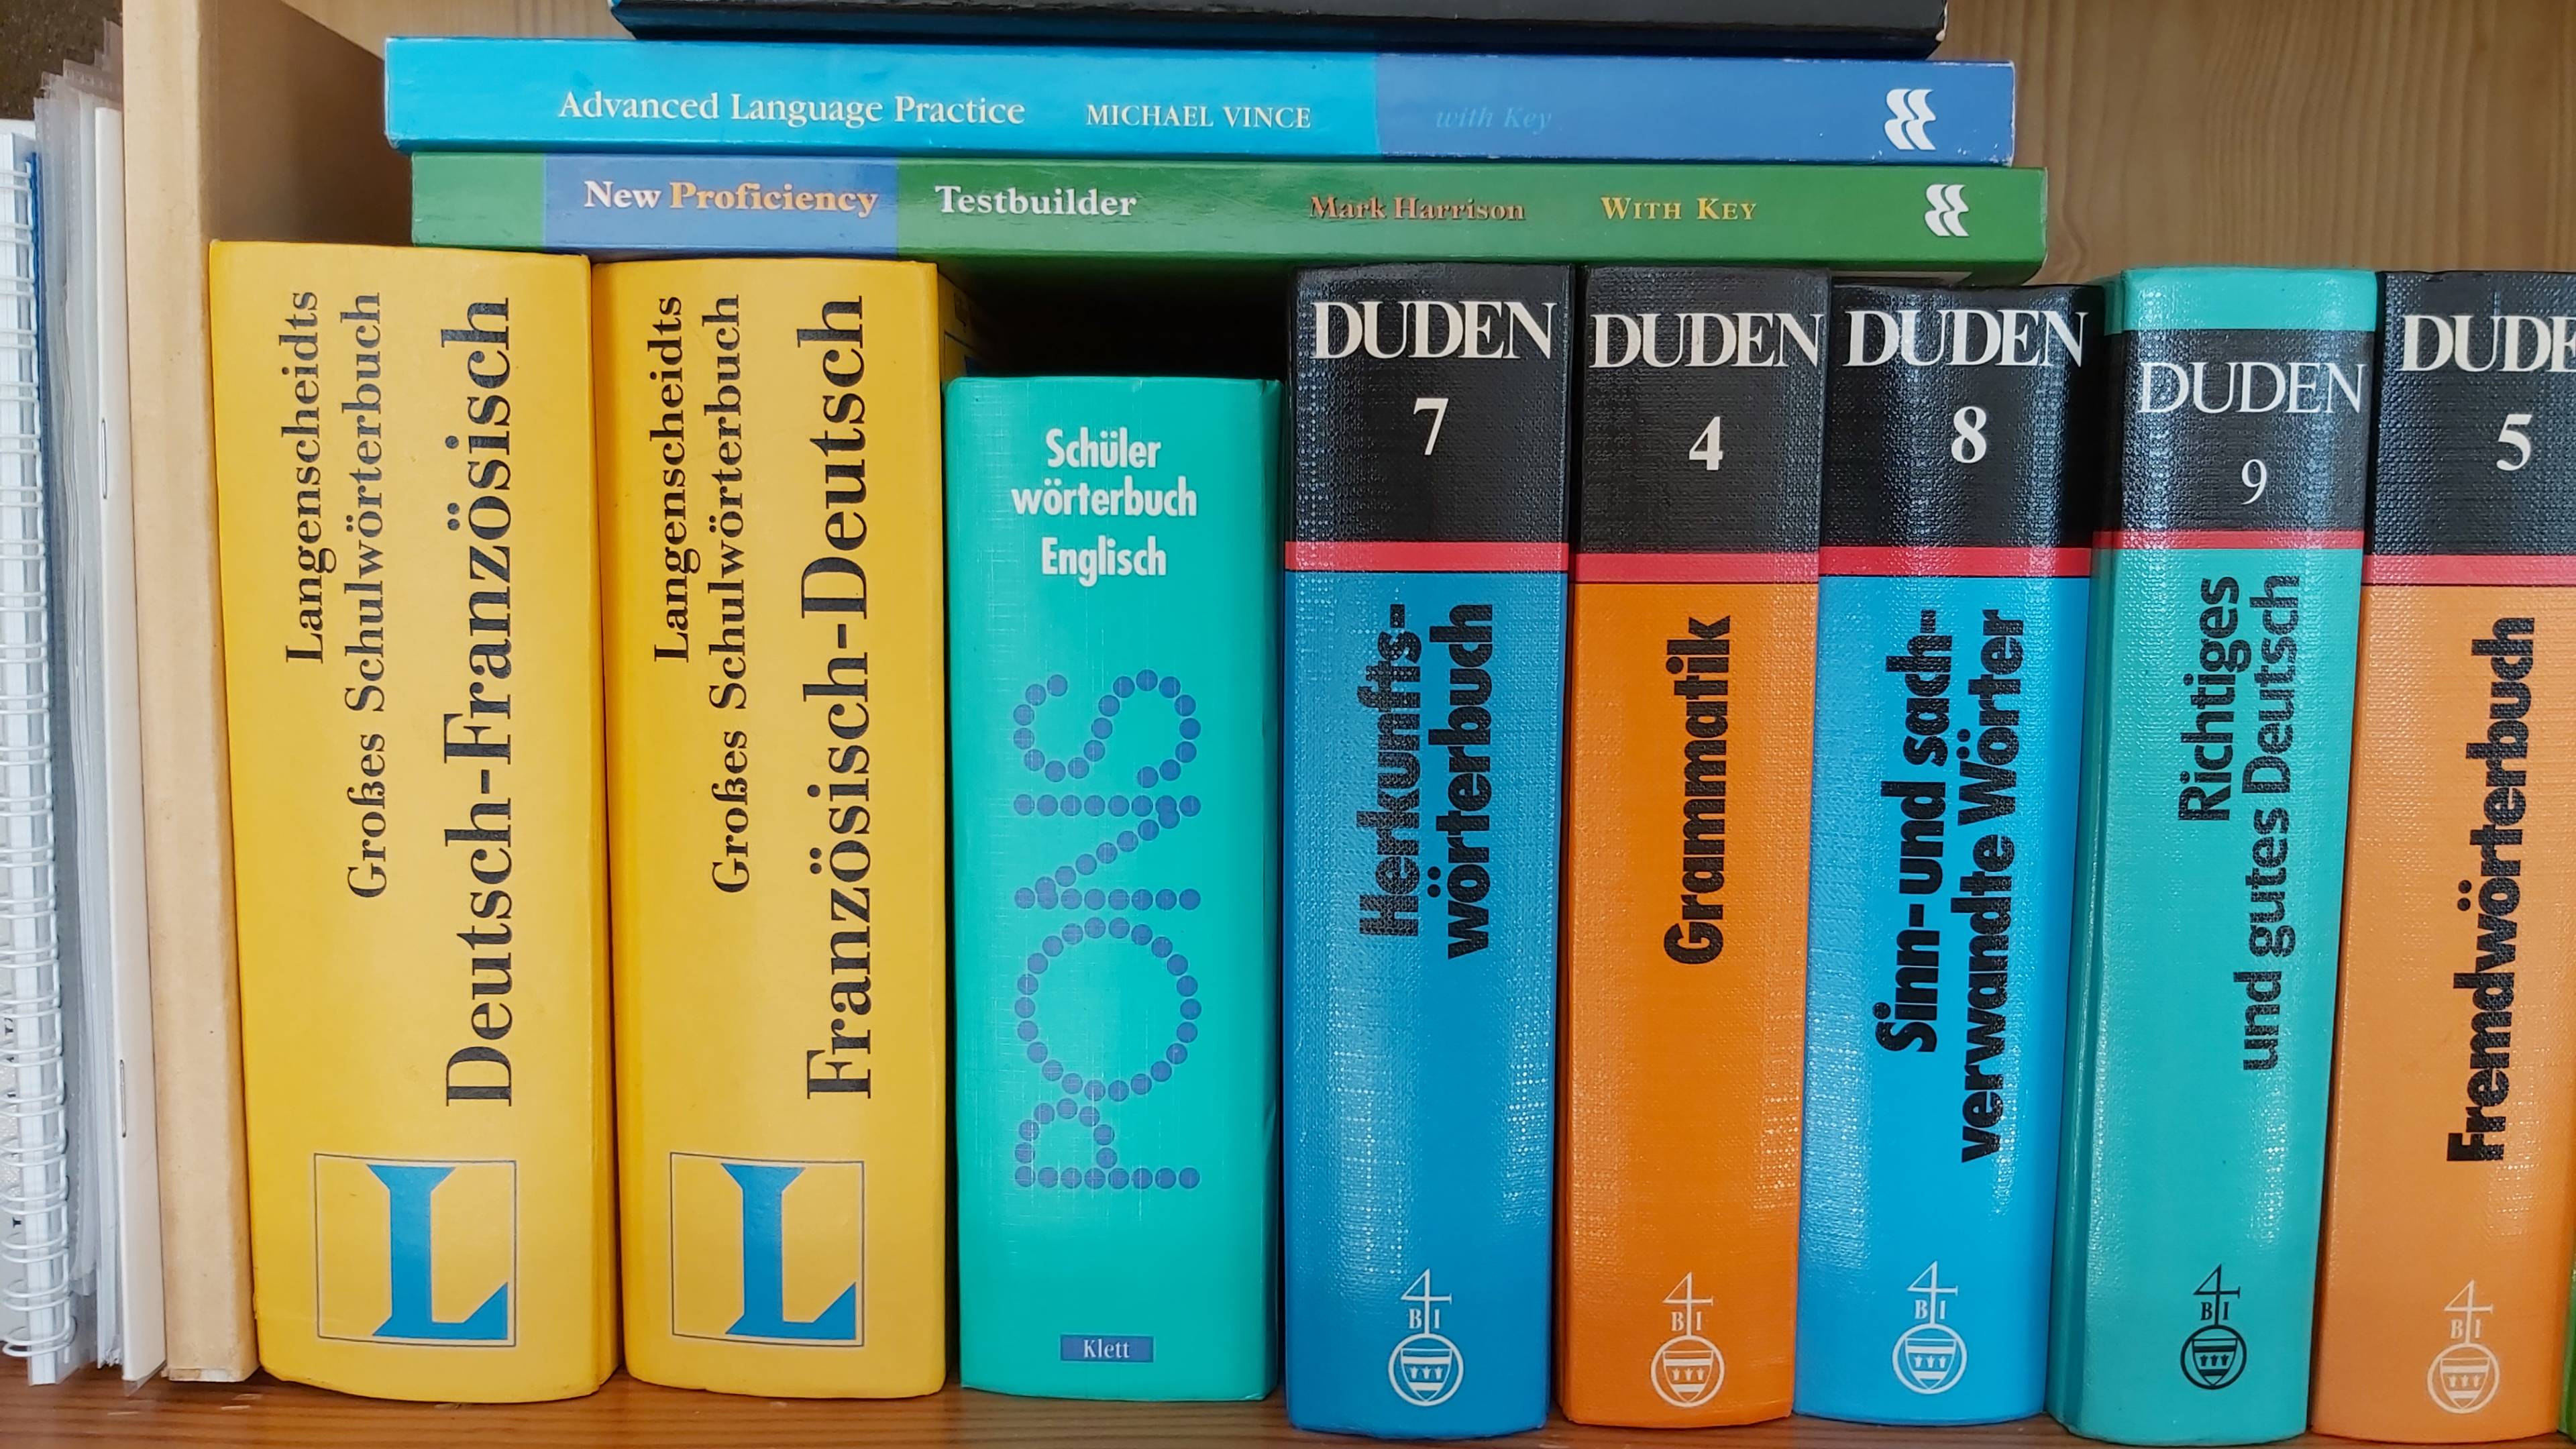 Advanced Language Practice MICHAEL VINCE with Key
New Proficiency Testbuilder Mark Harrison WITH KEY
Langenscheidts
Großes Schulwörterbuch
Deutsch-Französisch
L
Langenscheidts
Großes Schulwörterbuch
Französisch-Deutsch
L
Schüler
wörterbuch
Englisch
PONS
Klett
DUDEN
7
Herkunfts-
wörterbuch
B I
DUDEN
4
Grammatik
B I
DUDEN
8
Sinn- und sach-
verwandte Wörter
B I
DUDEN
9
Richtiges
und gutes Deutsch
B I
DUDE
5
Fremdwörterbuch
B I